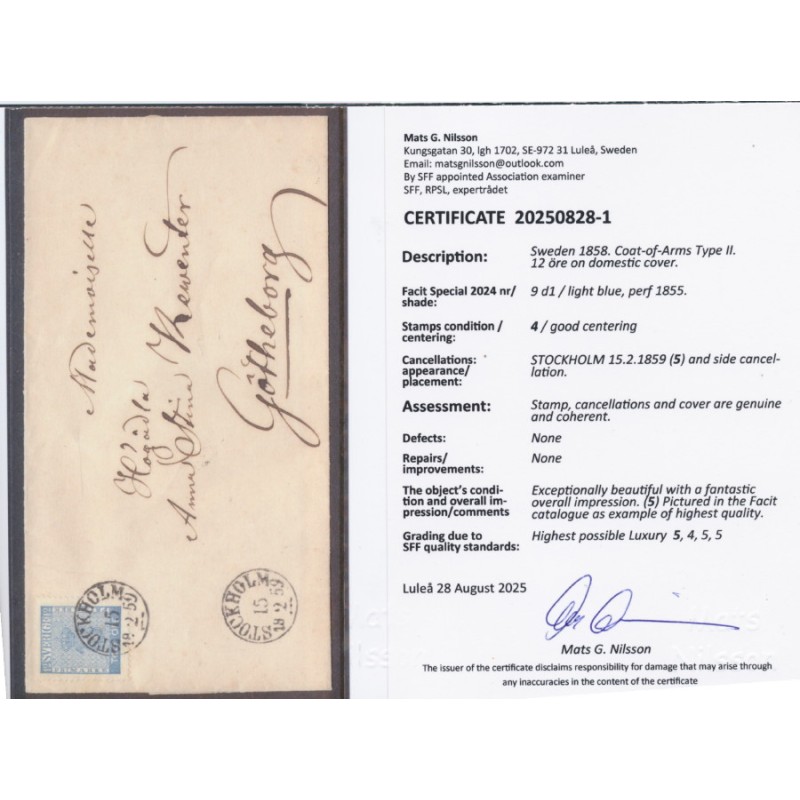 Mademoiselle
Högädla
Anna Stina Kewenter
Götheborg
STOCKHOLM
15
2
18 59
STOCKHOLM
15
2
18 59
SVERIGE
Mats G. Nilsson
Kungsgatan 30, lgh 1702, SE-972 31 Luleå, Sweden
Email: matsgnilsson@outlook.com
By SFF appointed Association examiner
SFF, RPSL, expertrådet
CERTIFICATE 20250828-1
Description: Sweden 1858. Coat-of-Arms Type II.
12 öre on domestic cover.
Facit Special 2024 nr/ 9 d1 / light blue, perf 1855.
shade:
Stamps condition / 4 / good centering
centering:
Cancellations: STOCKHOLM 15.2.1859 (5) and side cancel-
appearance/ lation.
placement:
Assessment: Stamp, cancellations and cover are genuine
and coherent.
Defects: None
Repairs/ None
improvements:
The object's condi- Exceptionally beautiful with a fantastic
tion and overall im- overall impression. (5) Pictured in the Facit
pression/comments catalogue as example of highest quality.
Grading due to Highest possible Luxury 5, 4, 5, 5
SFF quality standards:
Luleå 28 August 2025
Mats G. Nilsson
The issuer of the certificate disclaims responsibility for damage that may arise through
any inaccuracies in the content of the certificate